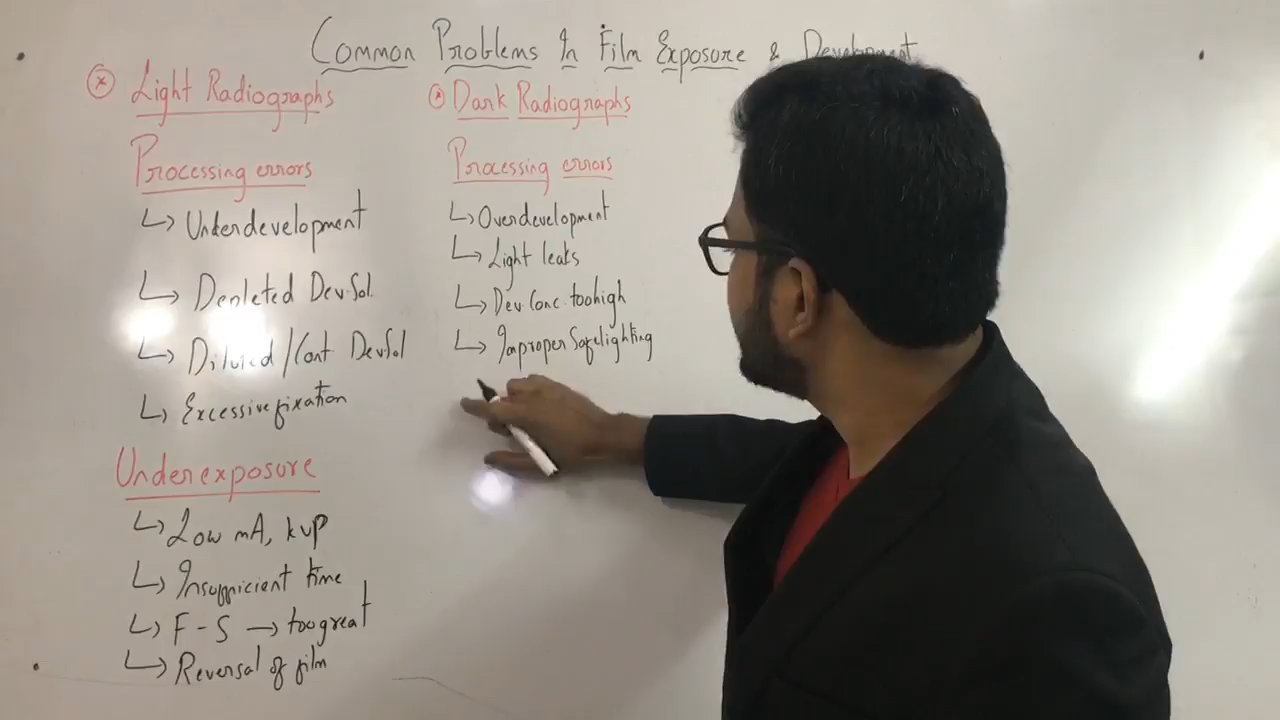 Common Problems In Film Exposure & Development
Light Radiographs
Processing errors
Underdevelopment
Depleted Dev.Sol.
Diluted / Cont DevSol
Excessive fixation
Underexposure
Low mA, kvp
Insufficient time
F-S → too great
Reversal of film
Dark Radiographs
Processing errors
Overdevelopment
Light leaks
Dev Conc. too high
Improper Safelighting